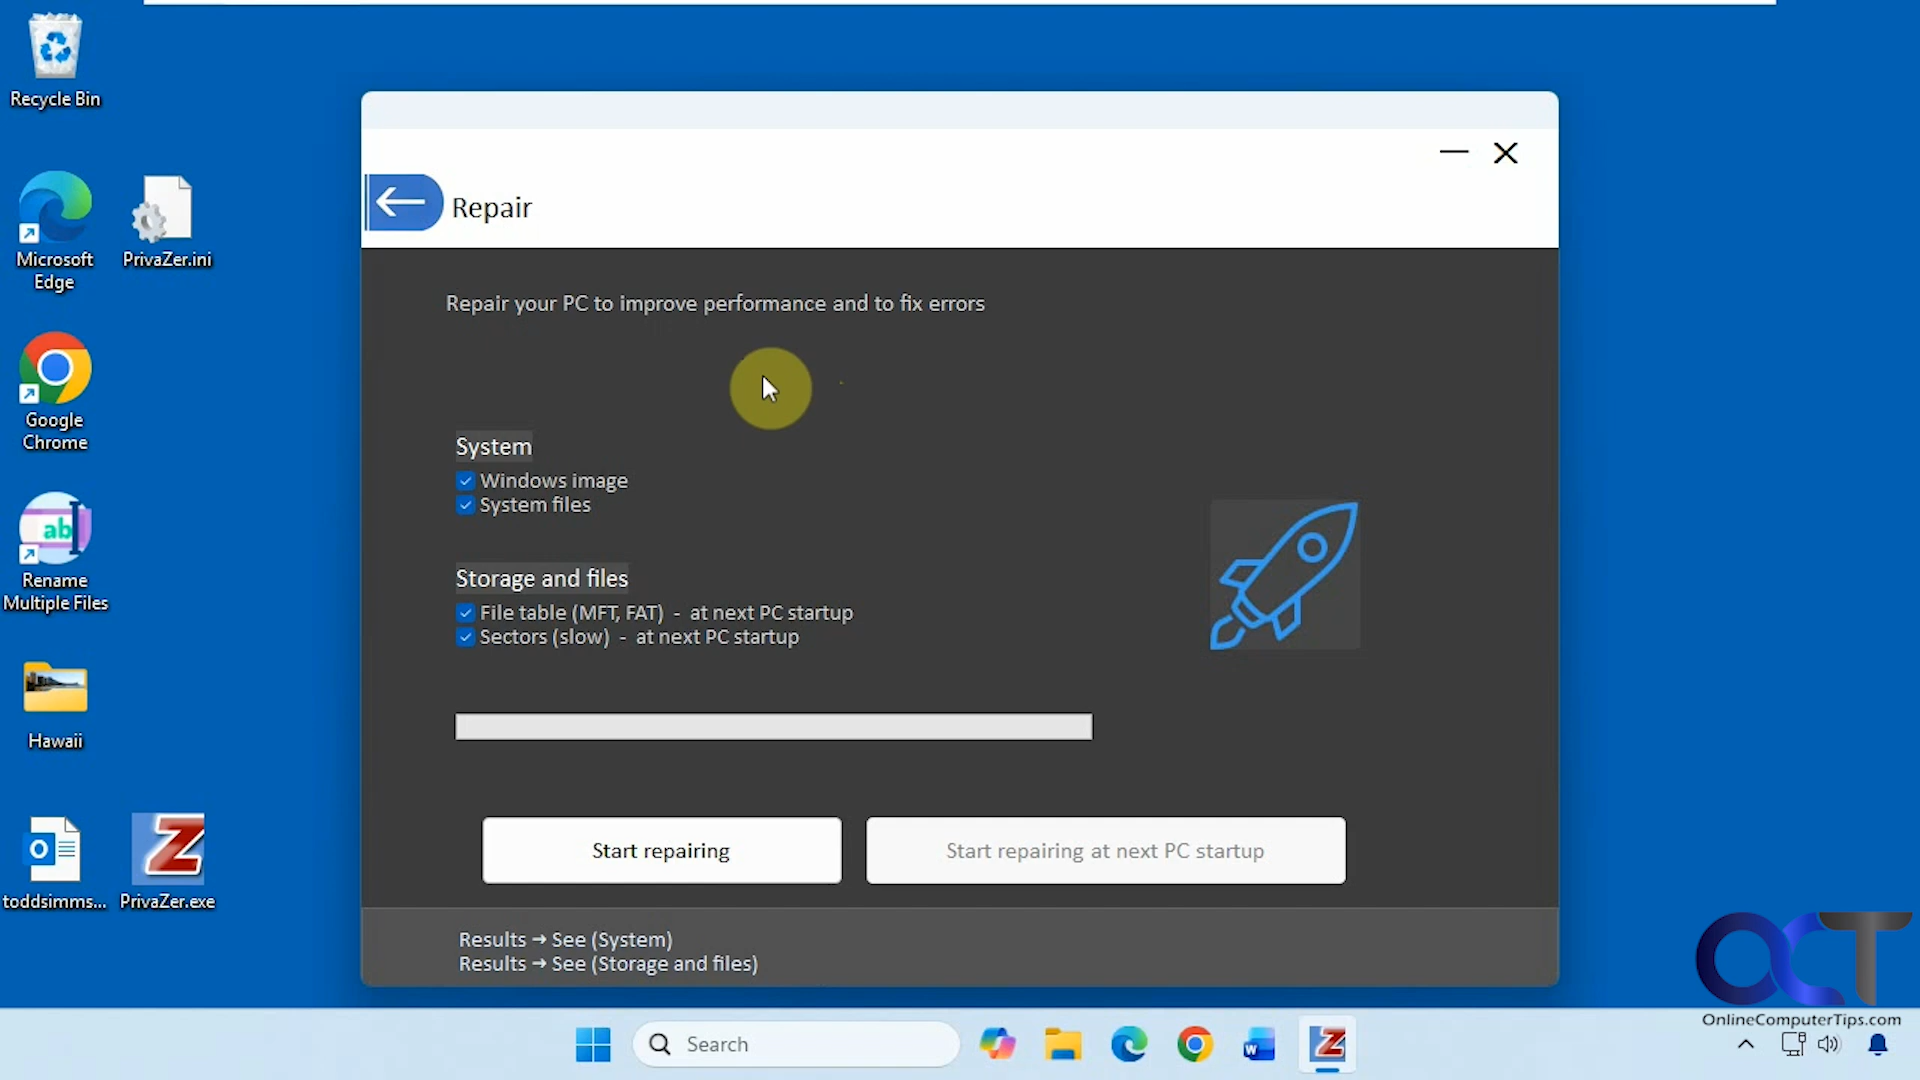 Recycle Bin
Microsoft
Edge
PrivaZer.ini
Google
Chrome
ab
Rename
Multiple Files
Hawaii
toddsimms...
PrivaZer.exe
Repair
Repair your PC to improve performance and to fix errors
System
Windows image
System files
Storage and files
File table (MFT, FAT) - at next PC startup
Sectors (slow) - at next PC startup
Start repairing
Start repairing at next PC startup
Results → See (System)
Results → See (Storage and files)
OCT
OnlineComputerTips.com
Search